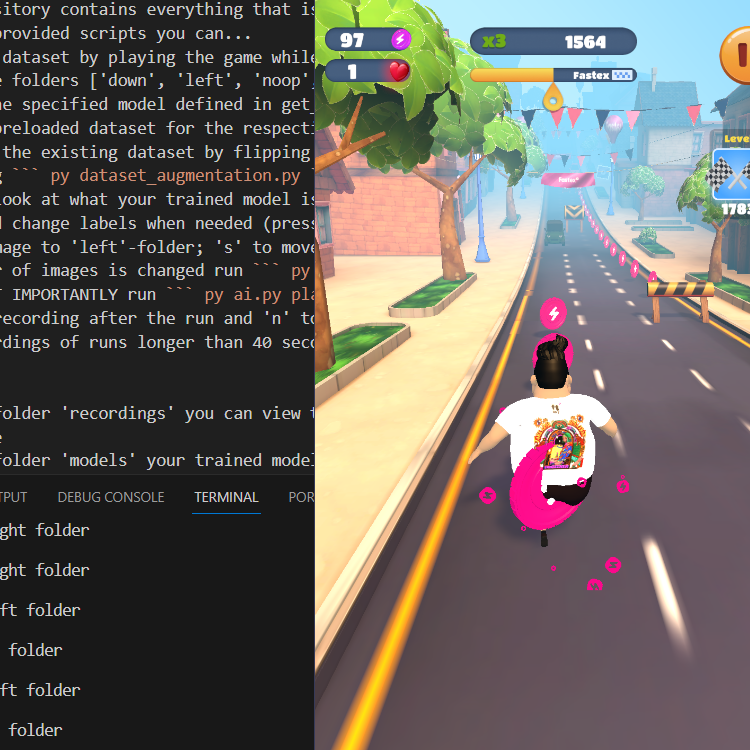 sitory contains everything that is
provided scripts you can...
dataset by playing the game while
e folders ['down', 'left', 'noop',
he specified model defined in get_
preloaded dataset for the respecti
the existing dataset by flipping
g ``` py dataset_augmentation.py
look at what your trained model is
d change labels when needed (press
mage to 'left'-folder; 's' to move
r of images is changed run ``` py
T IMPORTANTLY run ``` py ai.py pla
recording after the run and 'n' to
rdings of runs longer than 40 seco
folder 'recordings' you can view t
e
folder 'models' your trained model
TPUT DEBUG CONSOLE TERMINAL POR
ght folder
ght folder
ft folder
folder
ft folder
folder
97
x3 1564
1
Fastex
Fastex
Level
1783